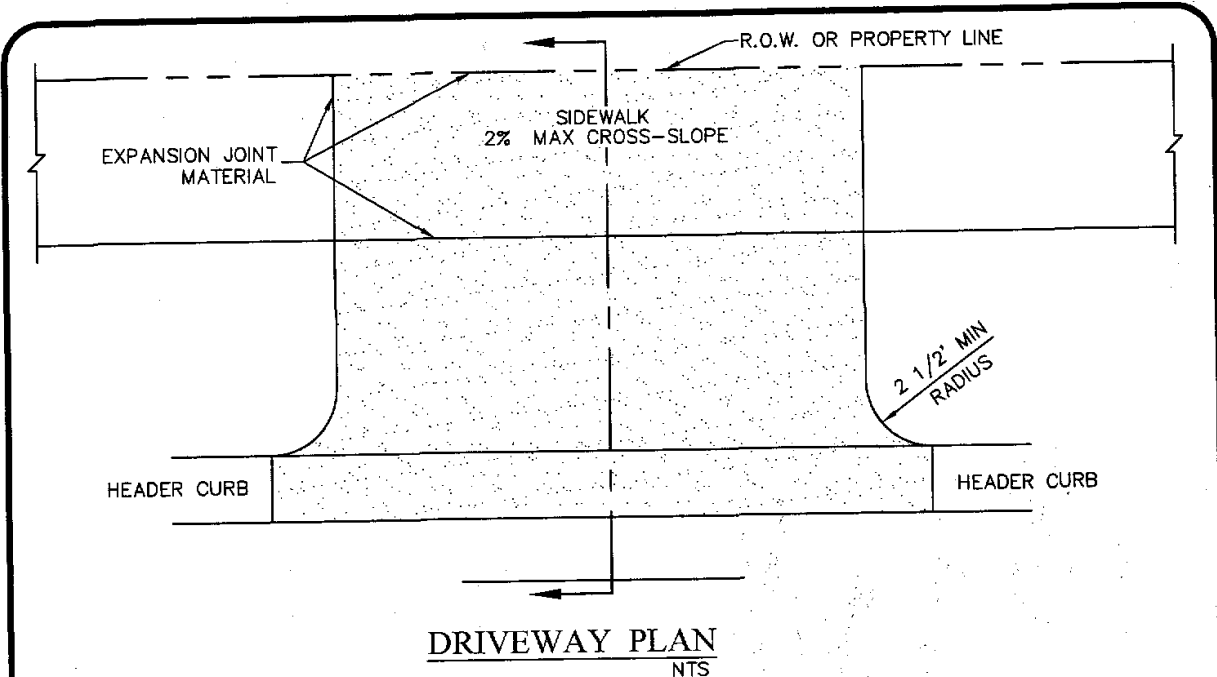 R.O.W. OR PROPERTY LINE
SIDEWALK
2% MAX CROSS-SLOPE
EXPANSION JOINT
MATERIAL
2 1/2' MIN
RADIUS
HEADER CURB
HEADER CURB
DRIVEWAY PLAN
NTS